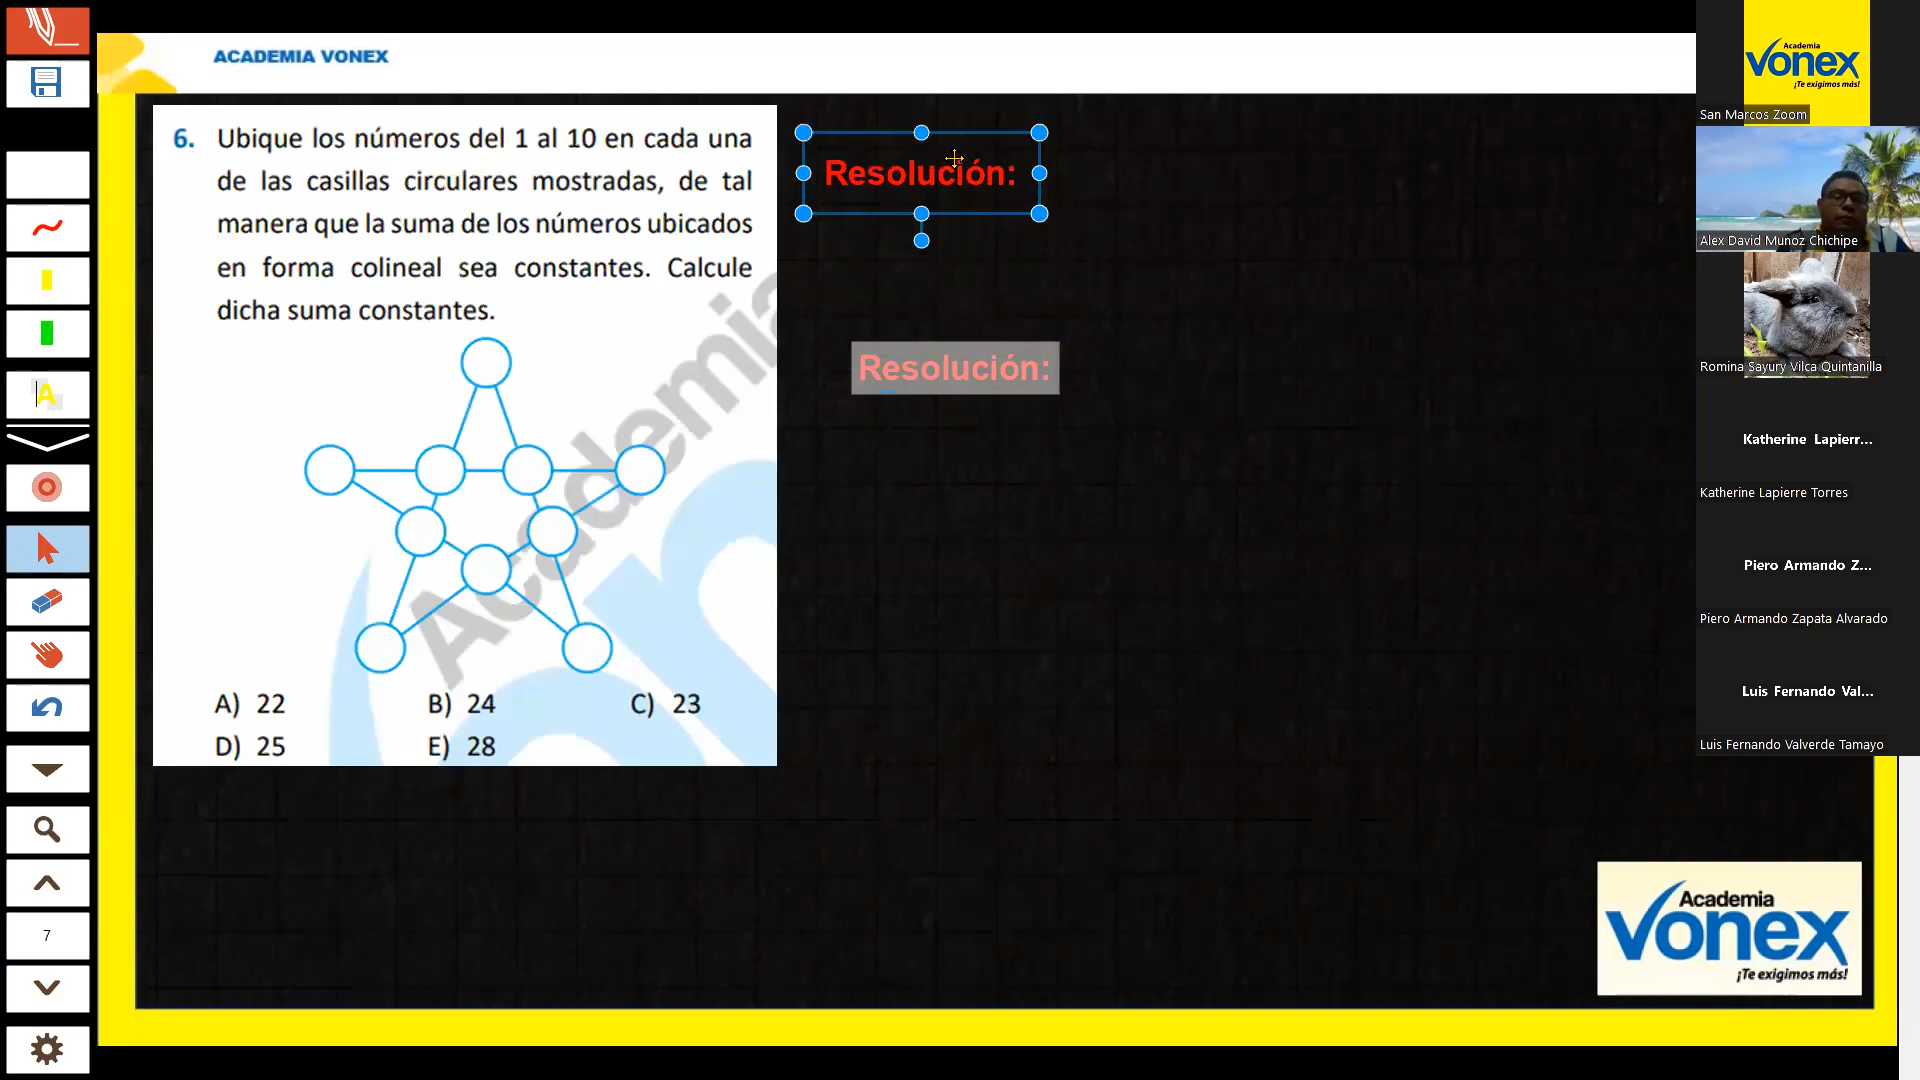 ACADEMIA VONEX
6. Ubique los números del 1 al 10 en cada una
de las casillas circulares mostradas, de tal
manera que la suma de los números ubicados
en forma colineal sea constantes. Calcule
dicha suma constantes.
Academia
A) 22 B) 24 C) 23
D) 25 E) 28
Resolución:
Resolución:
A
7
Academia
Vonex
¡Te exigimos más!
San Marcos Zoom
Alex David Munoz Chichipe
Romina Sayury Vilca Quintanilla
Katherine Lapierr...
Katherine Lapierre Torres
Piero Armando Z...
Piero Armando Zapata Alvarado
Luis Fernando Val...
Luis Fernando Valverde Tamayo
Academia
Vonex
¡Te exigimos más!